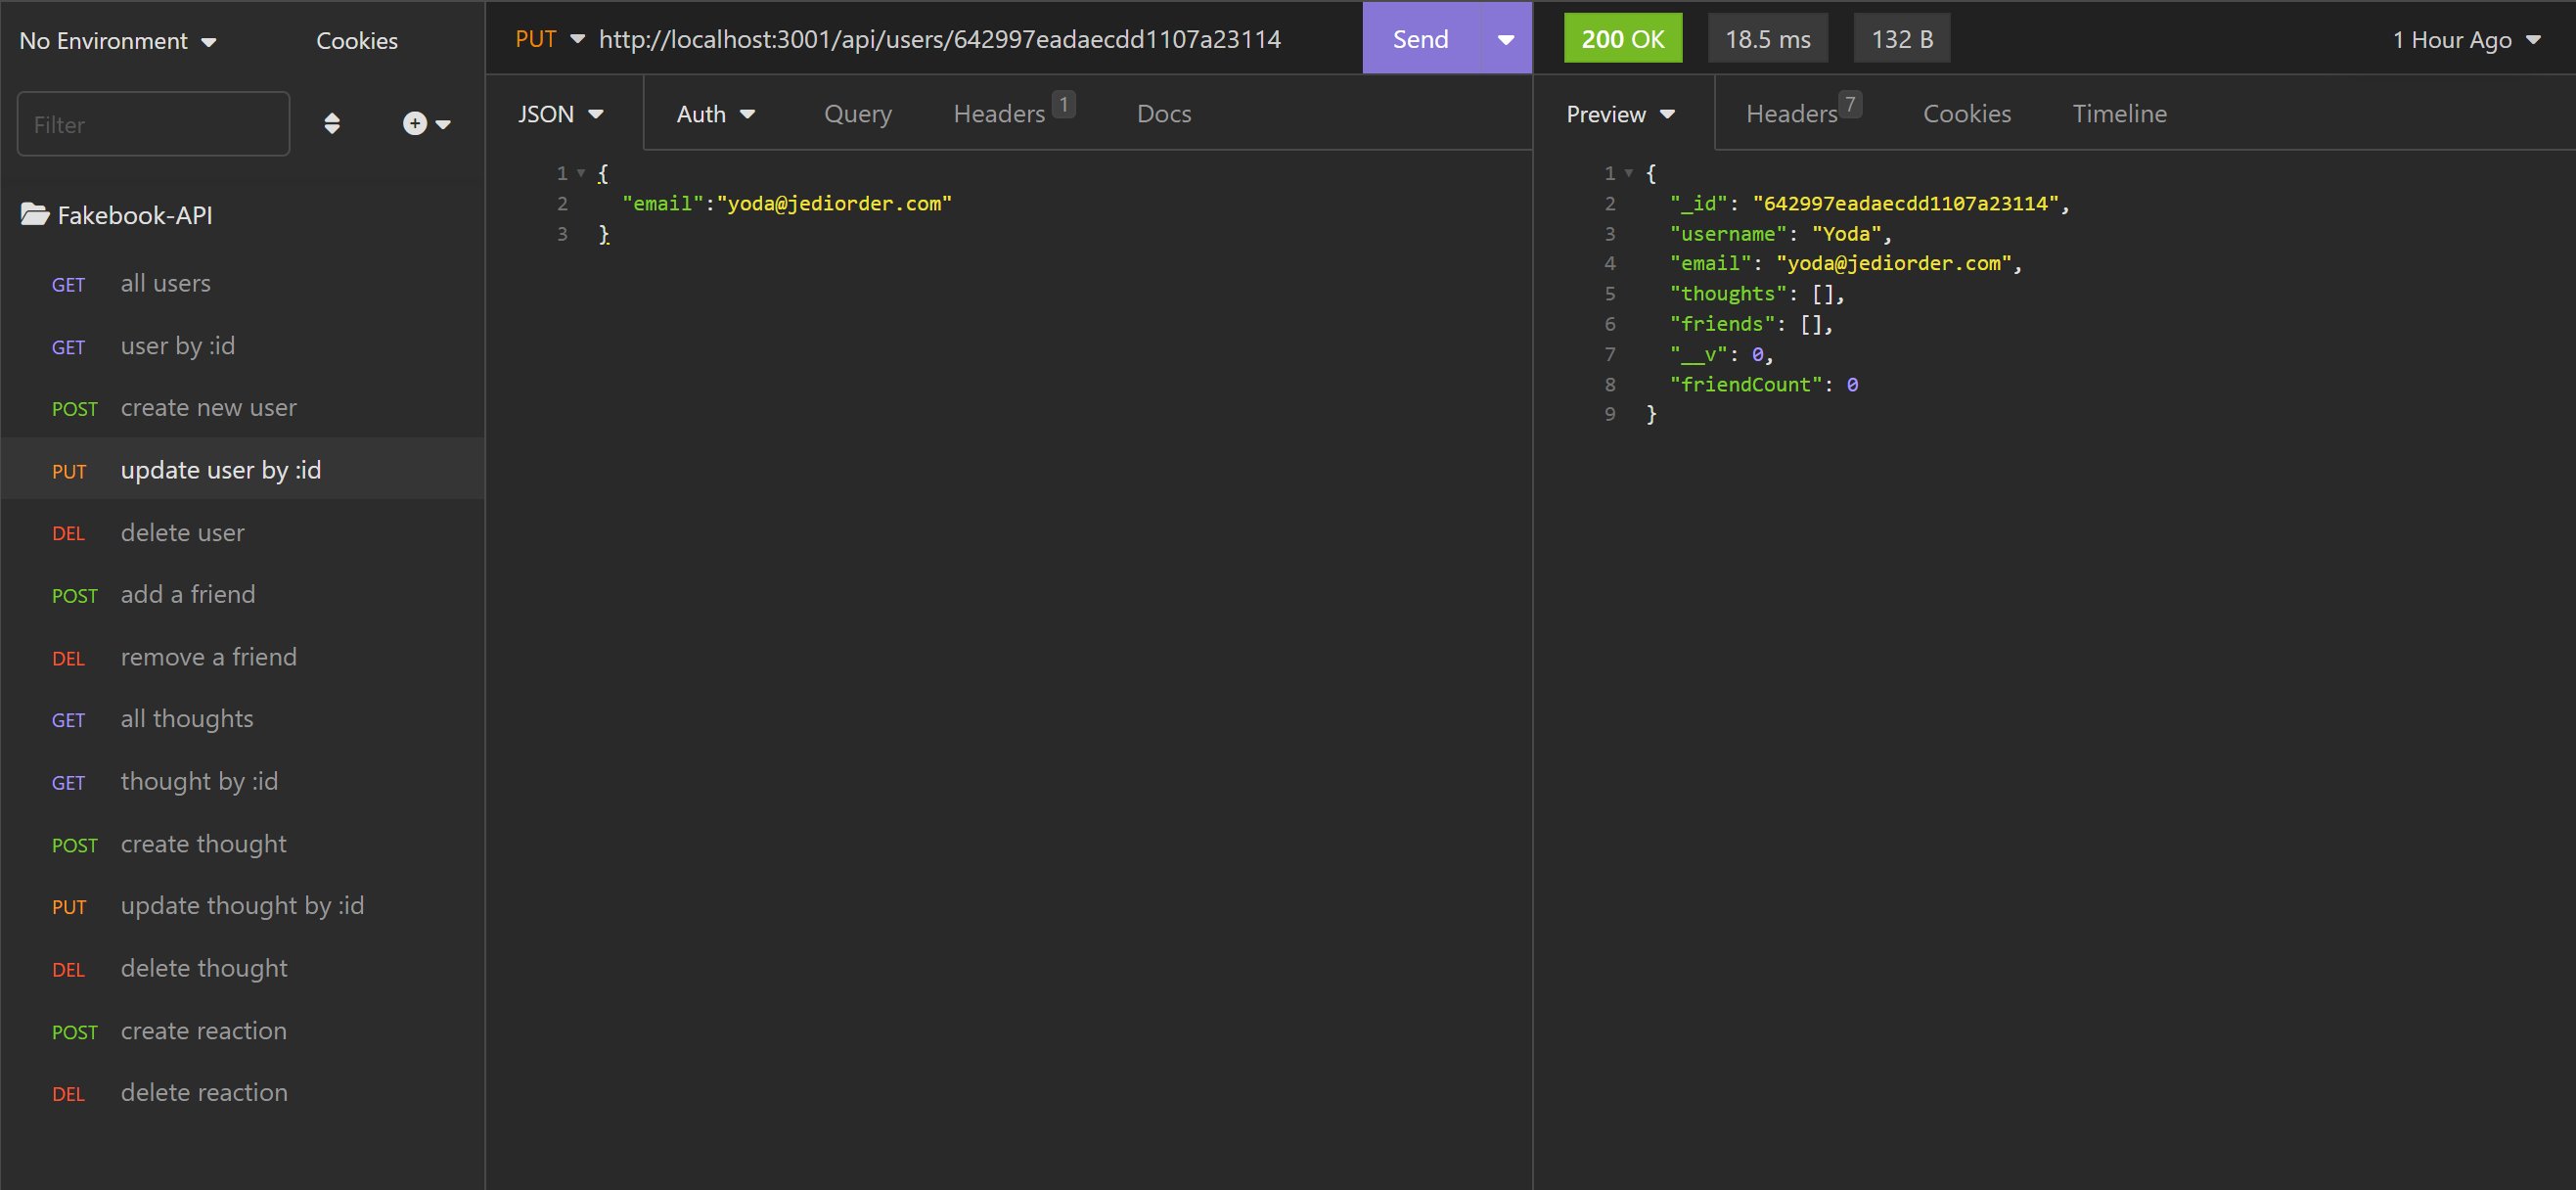 No Environment
Cookies
Filter
Fakebook-API
GET all users
GET user by :id
POST create new user
PUT update user by :id
DEL delete user
POST add a friend
DEL remove a friend
GET all thoughts
GET thought by :id
POST create thought
PUT update thought by :id
DEL delete thought
POST create reaction
DEL delete reaction
PUT http://localhost:3001/api/users/642997eadaecdd1107a23114 Send
JSON Auth Query Headers 1 Docs
1 {
2 "email":"yoda@jediorder.com"
3 }
200 OK 18.5 ms 132 B 1 Hour Ago
Preview Headers 7 Cookies Timeline
1 {
2 "_id": "642997eadaecdd1107a23114",
3 "username": "Yoda",
4 "email": "yoda@jediorder.com",
5 "thoughts": [],
6 "friends": [],
7 "__v": 0,
8 "friendCount": 0
9 }